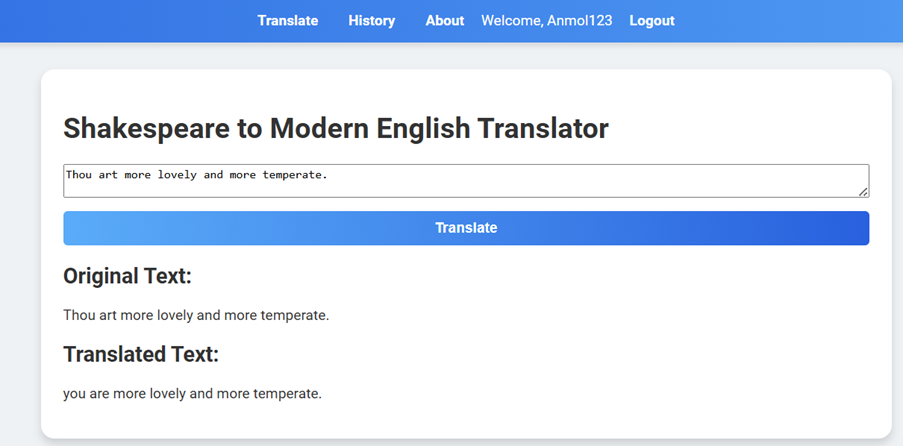 Translate History About Welcome, Anmol123 Logout
Shakespeare to Modern English Translator
Thou art more lovely and more temperate.
Translate
Original Text:
Thou art more lovely and more temperate.
Translated Text:
you are more lovely and more temperate.